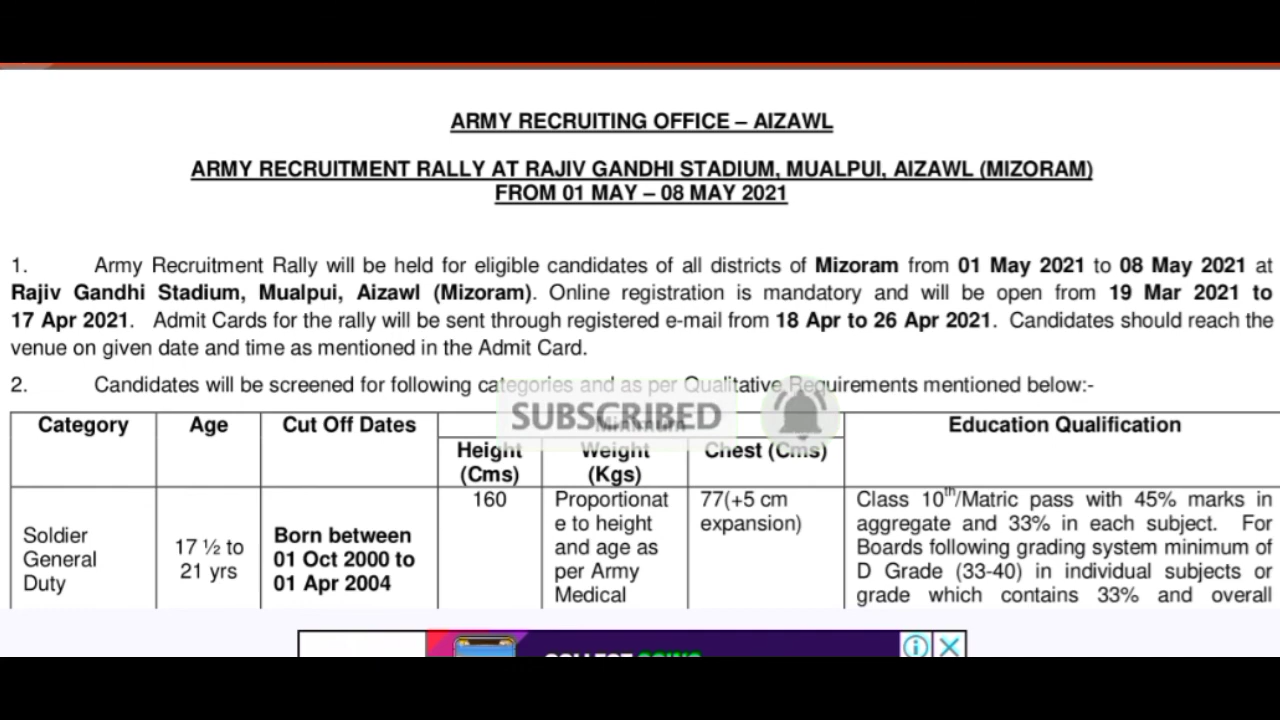 ARMY RECRUITING OFFICE – AIZAWL
ARMY RECRUITMENT RALLY AT RAJIV GANDHI STADIUM, MUALPUI, AIZAWL (MIZORAM)
FROM 01 MAY – 08 MAY 2021
1. Army Recruitment Rally will be held for eligible candidates of all districts of Mizoram from 01 May 2021 to 08 May 2021 at
Rajiv Gandhi Stadium, Mualpui, Aizawl (Mizoram). Online registration is mandatory and will be open from 19 Mar 2021 to
17 Apr 2021. Admit Cards for the rally will be sent through registered e-mail from 18 Apr to 26 Apr 2021. Candidates should reach the
venue on given date and time as mentioned in the Admit Card.
2. Candidates will be screened for following categories and as per Qualitative Requirements mentioned below:-
SUBSCRIBED
Category Age Cut Off Dates Education Qualification
Height Weight Chest (Cms)
(Cms) (Kgs)
Soldier
General
Duty
17 ½ to
21 yrs
Born between
01 Oct 2000 to
01 Apr 2004
160
Proportionat
e to height
and age as
per Army
Medical
77(+5 cm
expansion)
Class 10th/Matric pass with 45% marks in
aggregate and 33% in each subject. For
Boards following grading system minimum of
D Grade (33-40) in individual subjects or
grade which contains 33% and overall